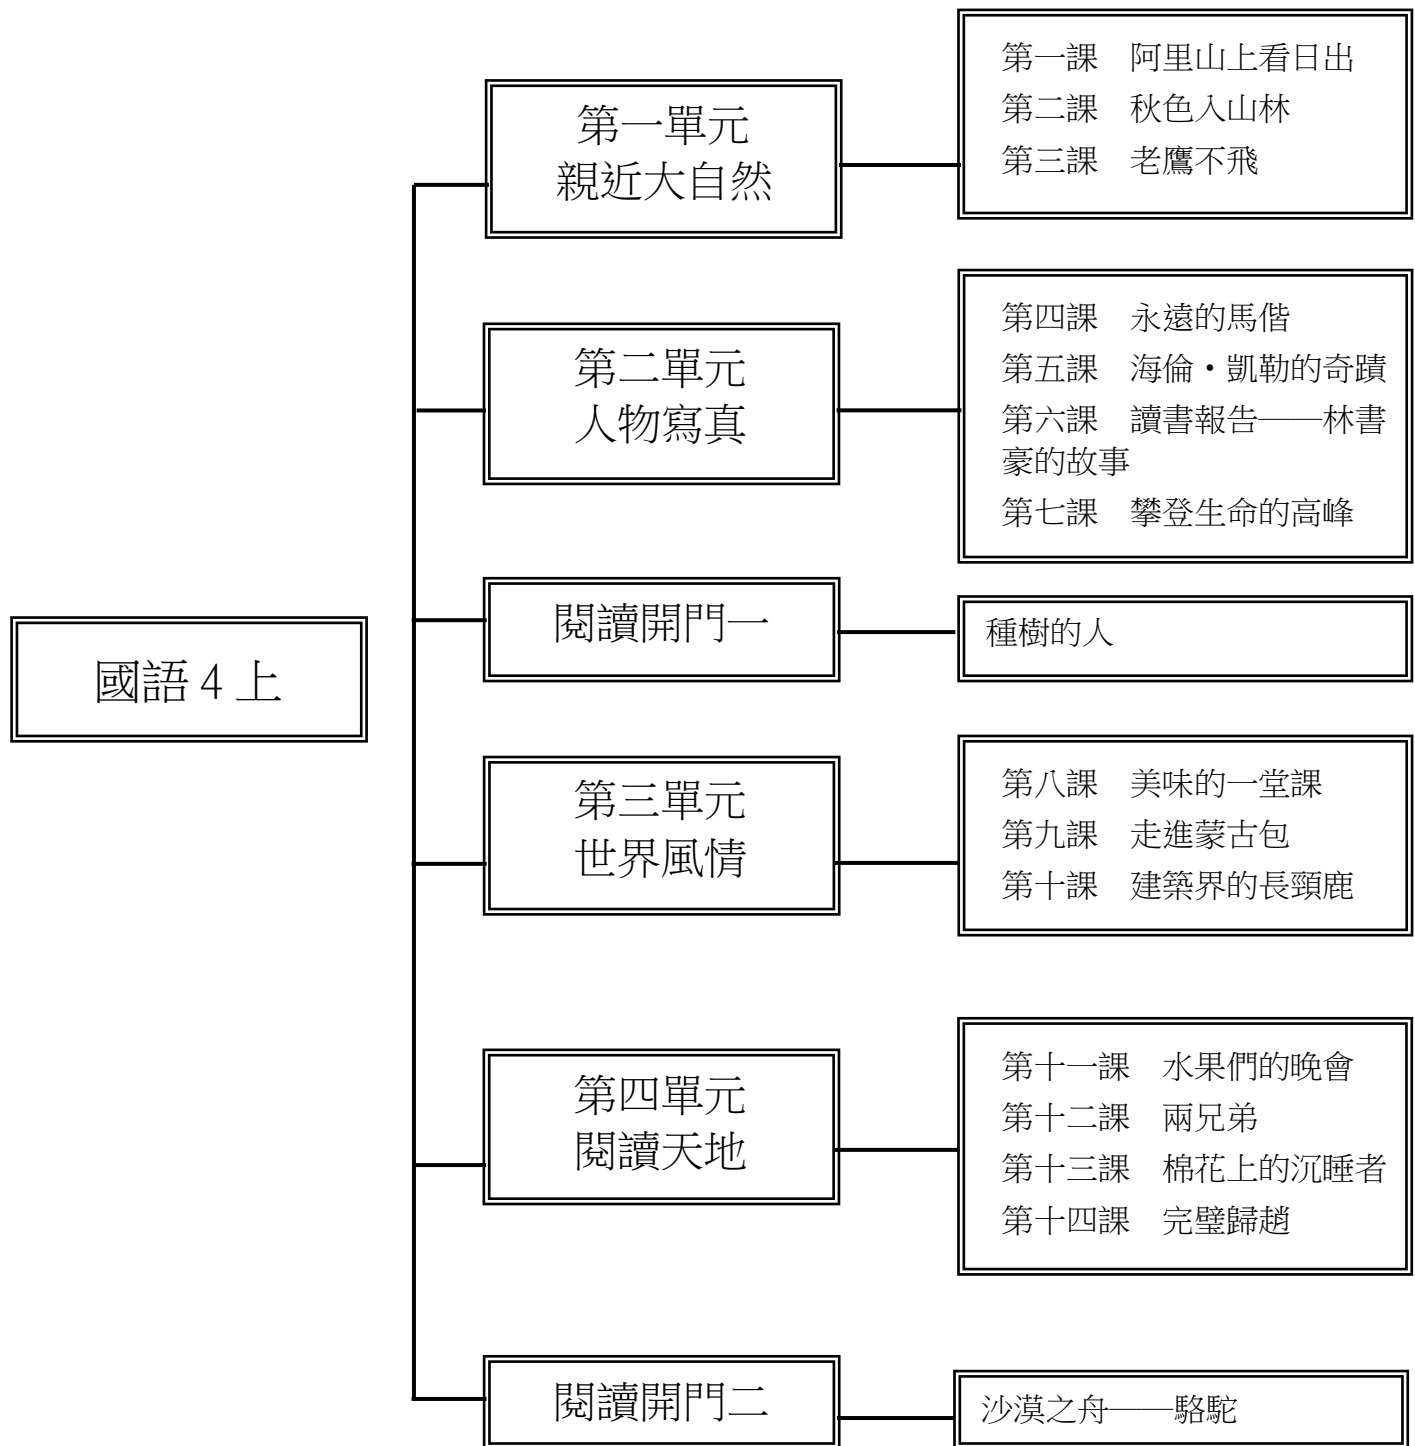 國語 4 上
第一單元
親近大自然
第一課　阿里山上看日出
第二課　秋色入山林
第三課　老鷹不飛
第二單元
人物寫真
第四課　永遠的馬偕
第五課　海倫‧凱勒的奇蹟
第六課　讀書報告──林書
豪的故事
第七課　攀登生命的高峰
閱讀開門一
種樹的人
第三單元
世界風情
第八課　美味的一堂課
第九課　走進蒙古包
第十課　建築界的長頸鹿
第四單元
閱讀天地
第十一課　水果們的晚會
第十二課　兩兄弟
第十三課　棉花上的沉睡者
第十四課　完璧歸趙
閱讀開門二
沙漠之舟──駱駝